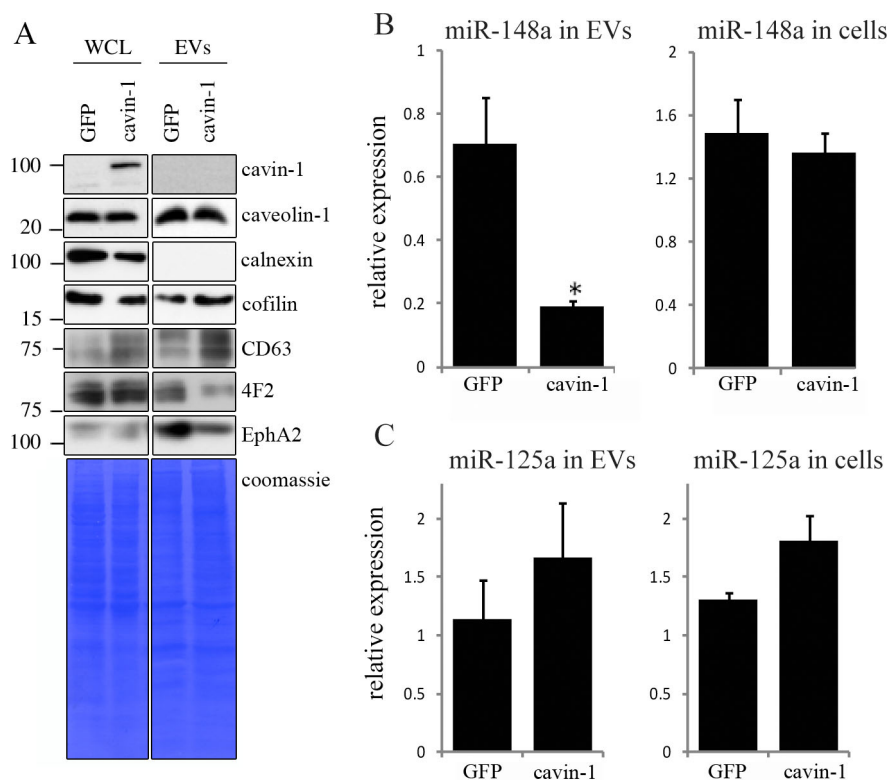 A
WCL EVs
GFP cavin-1 GFP cavin-1
100 cavin-1
caveolin-1
20
100 calnexin
cofilin
15
75 CD63
4F2
75
100 EphA2
coomassie
B
miR-148a in EVs
relative expression
1
0.8
0.6
0.4
0.2
0
*
GFP cavin-1
miR-148a in cells
2
1.6
1.2
0.8
0.4
0
GFP cavin-1
C
miR-125a in EVs
relative expression
2
1.5
1
0.5
0
GFP cavin-1
miR-125a in cells
2
1.5
1
0.5
0
GFP cavin-1